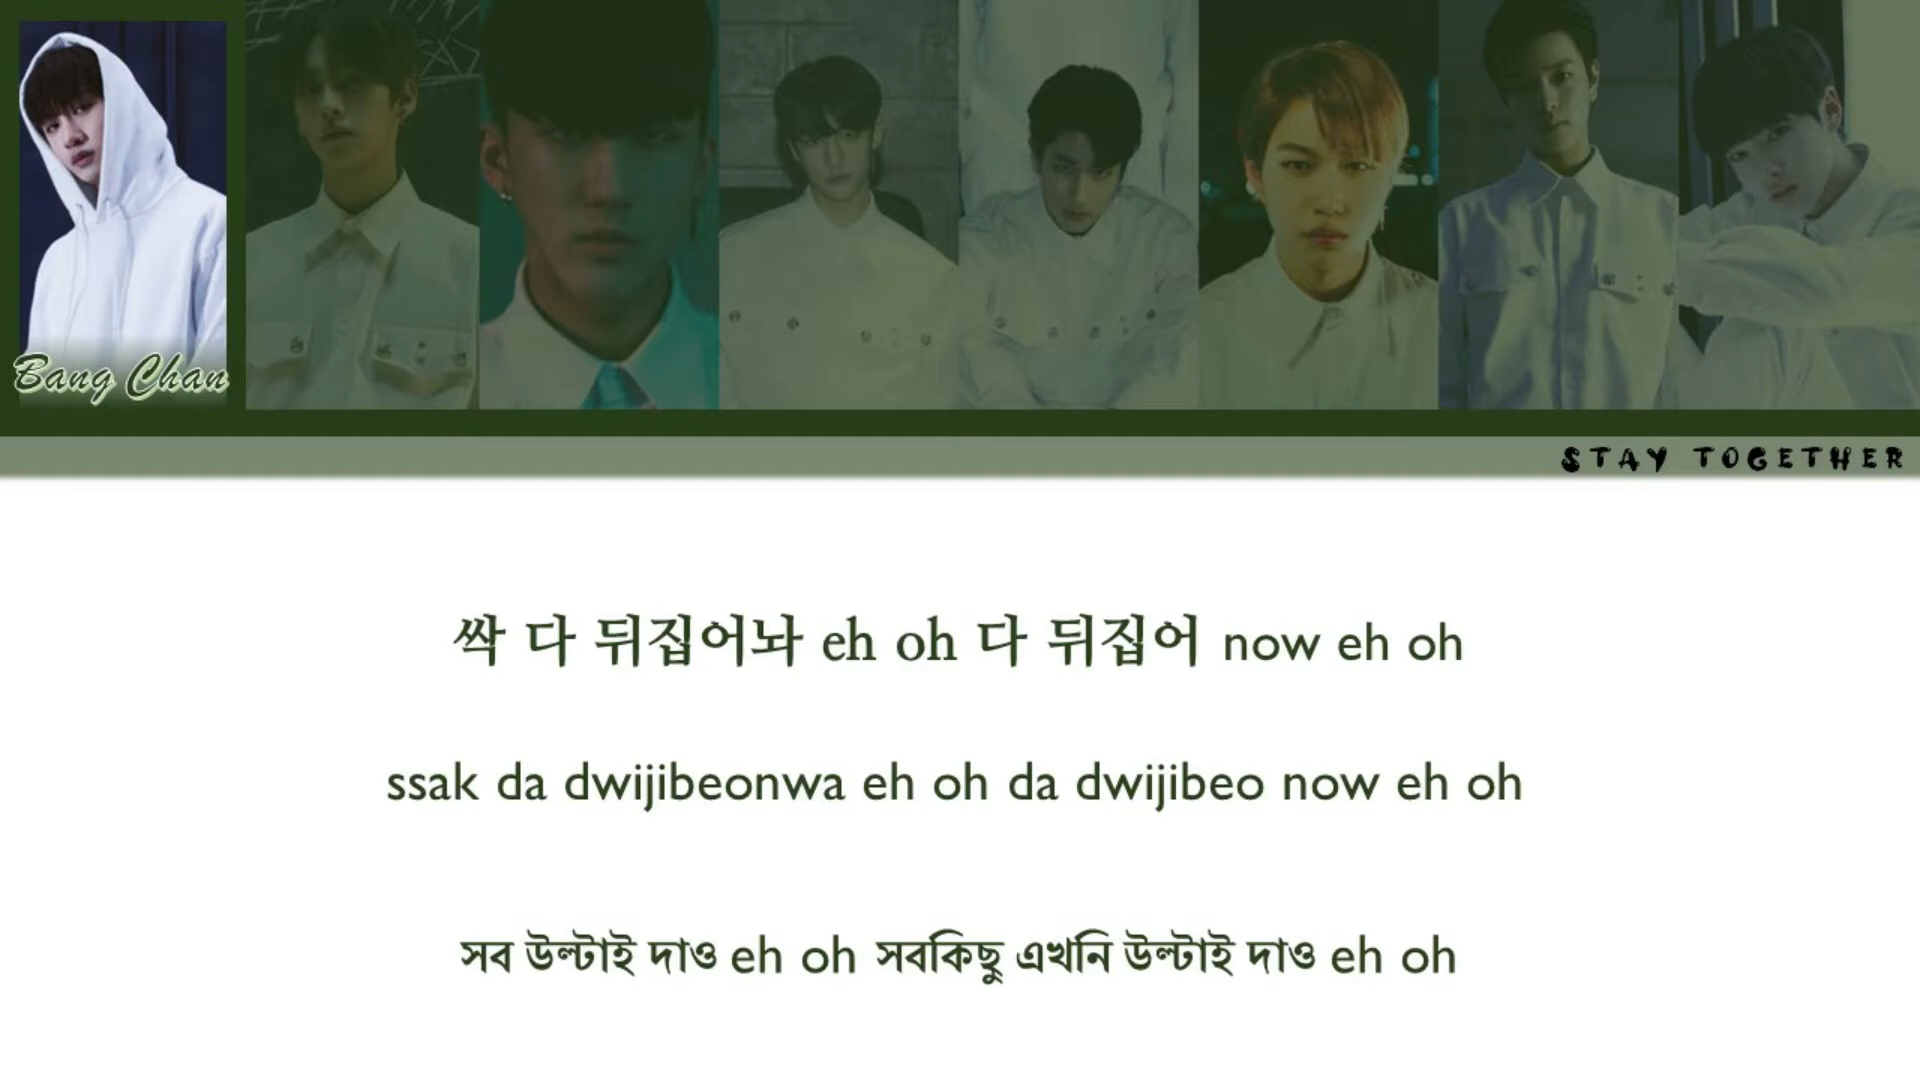 Bang Chan
STAY TOGETHER
싹 다 뒤집어놔 eh oh 다 뒤집어 now eh oh
ssak da dwijibeonwa eh oh da dwijibeo now eh oh
সব উল্টাই দাও eh oh সবকিছু এখনি উল্টাই দাও eh oh